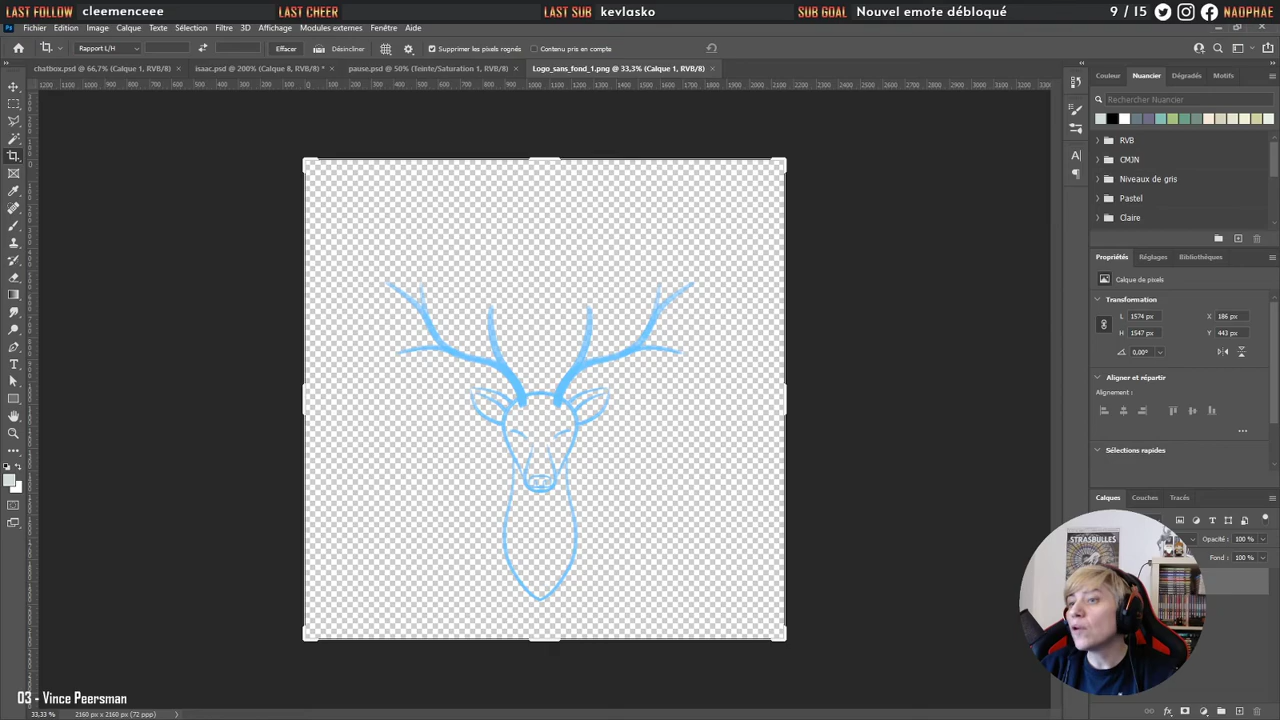 LAST FOLLOW cleemenceee LAST CHEER LAST SUB kevlasko SUB GOAL Nouvel emote débloqué 9 / 15 NAOPHAE
Fichier Edition Image Calque Texte Sélection Filtre 3D Affichage Modules externes Fenêtre Aide
Rapport L/H Effacer Désincliner Supprimer les pixels rognés Contenu pris en compte
chatbox.psd @ 66,7% (Calque 1, RVB/8) × isaac.psd @ 200% (Calque 8, RVB/8) * × pause.psd @ 50% (Teinte/Saturation 1, RVB/8) × Logo_sans_fond_1.png @ 33,3% (Calque 1, RVB/8) ×
Couleur Nuancier Dégradés Motifs
Rechercher Nuancier
RVB
CMJN
Niveaux de gris
Pastel
Claire
Propriétés Réglages Bibliothèques
Calque de pixels
Transformation
L 1574 px X 186 px
H 1547 px Y 443 px
0,00°
Aligner et répartir
Alignement :
Sélections rapides
Calques Couches Tracés
Opacité : 100 %
Fond : 100 %
STRASBULLES
03 - Vince Peersman
33,33 % 2160 px x 2160 px (72 ppp)